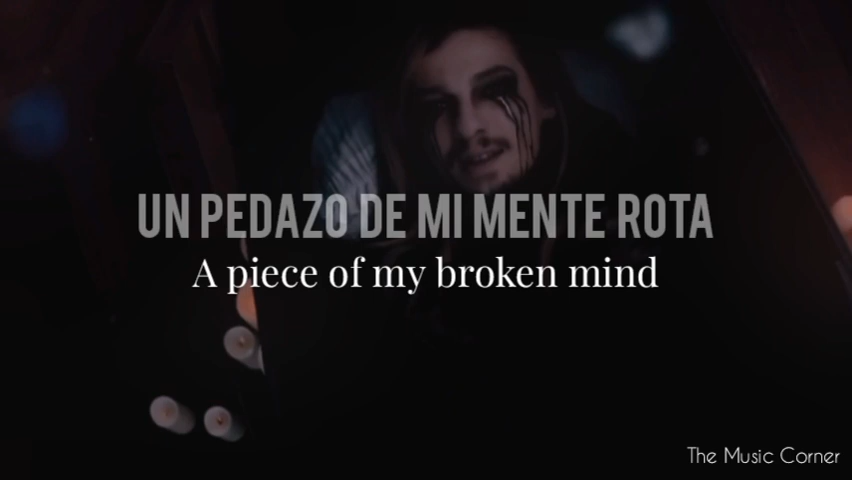 UN PEDAZO DE MI MENTE ROTA
A piece of my broken mind
The Music Corner